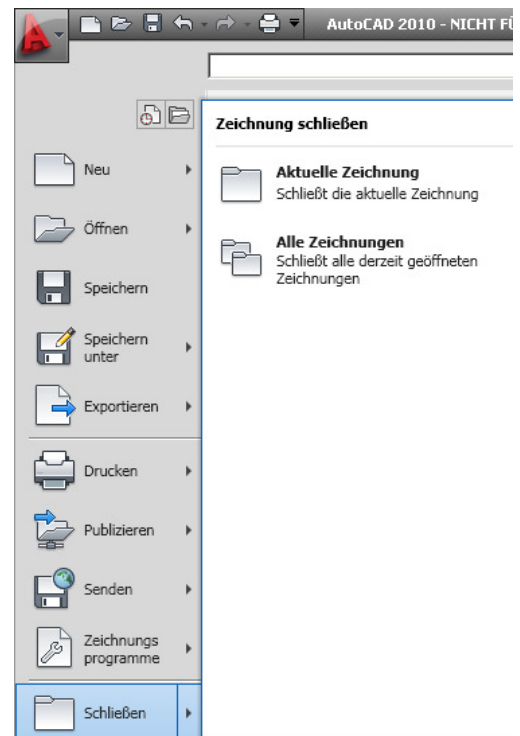 AutoCAD 2010 - NICHT FÜ
Zeichnung schließen
Neu
Öffnen
Speichern
Speichern
unter
Exportieren
Drucken
Publizieren
Senden
Zeichnungs
programme
Schließen
Aktuelle Zeichnung
Schließt die aktuelle Zeichnung
Alle Zeichnungen
Schließt alle derzeit geöffneten
Zeichnungen